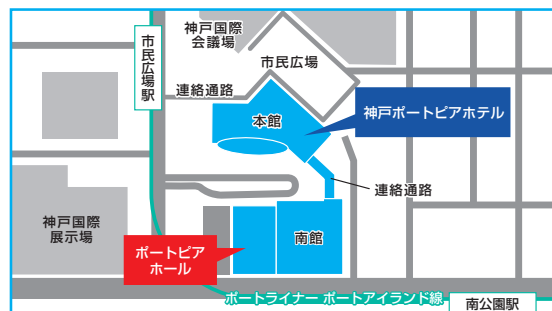 神戸国際
会議場
市民広場駅
市民広場
連絡通路
本館
神戸ポートピアホテル
連絡通路
神戸国際
展示場
ポートピア
ホール
南館
ポートライナー ポートアイランド線
南公園駅